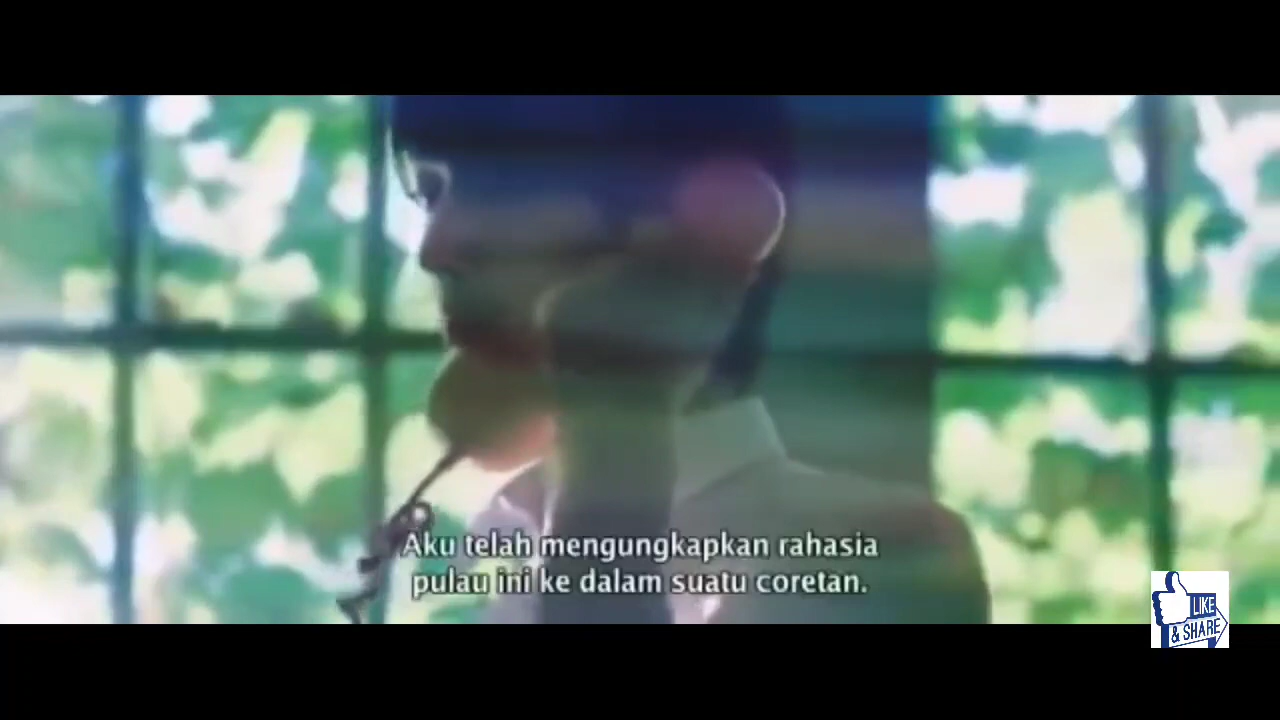 Aku telah mengungkapkan rahasia
pulau ini ke dalam suatu coretan.
LIKE
& SHARE